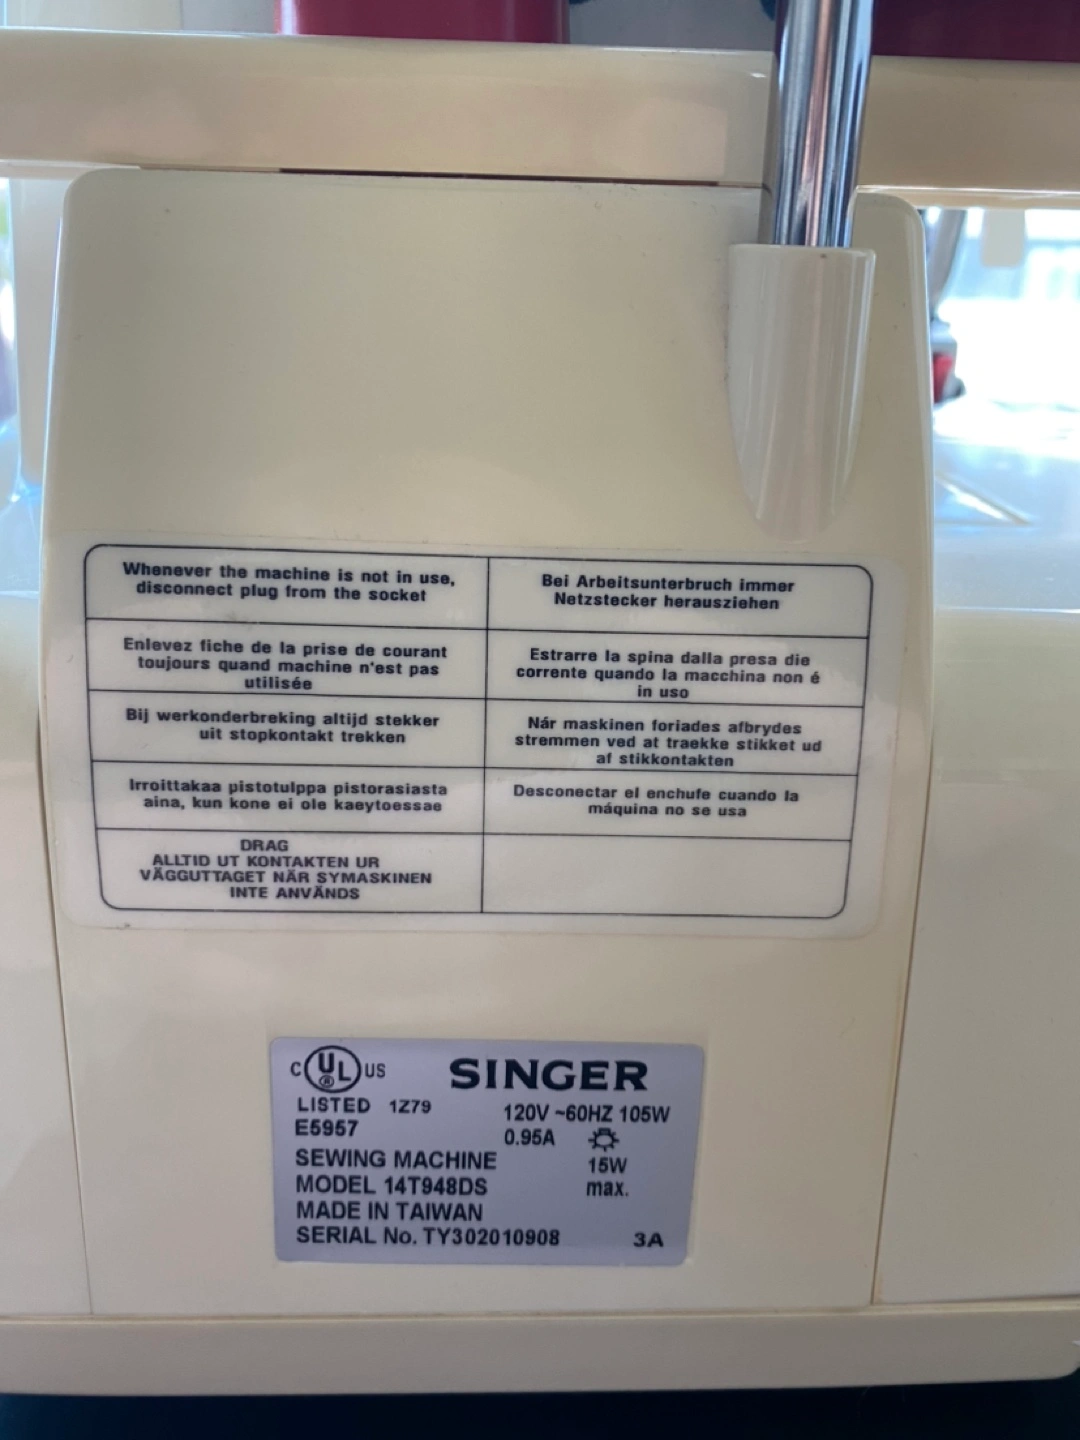 Whenever the machine is not in use,
disconnect plug from the socket
Bei Arbeitsunterbruch immer
Netzstecker herausziehen
Enlevez fiche de la prise de courant
toujours quand machine n'est pas
utilisée
Estrarre la spina dalla presa die
corrente quando la macchina non é
in uso
Bij werkonderbreking altijd stekker
uit stopkontakt trekken
Nár maskinen foriades afbrydes
stremmen ved at traekke stikket ud
af stikkontakten
Irroittakaa pistotulppa pistorasiasta
aina, kun kone ei ole kaeytoessae
Desconectar el enchufe cuando la
máquina no se usa
DRAG
ALLTID UT KONTAKTEN UR
VÄGGUTTAGET NÄR SYMASKINEN
INTE ANVÄNDS
C UL ® US
SINGER
LISTED 1Z79
120V ~60HZ 105W
E5957
0.95A
SEWING MACHINE
15W
MODEL 14T948DS
max.
MADE IN TAIWAN
SERIAL No. TY302010908
3A